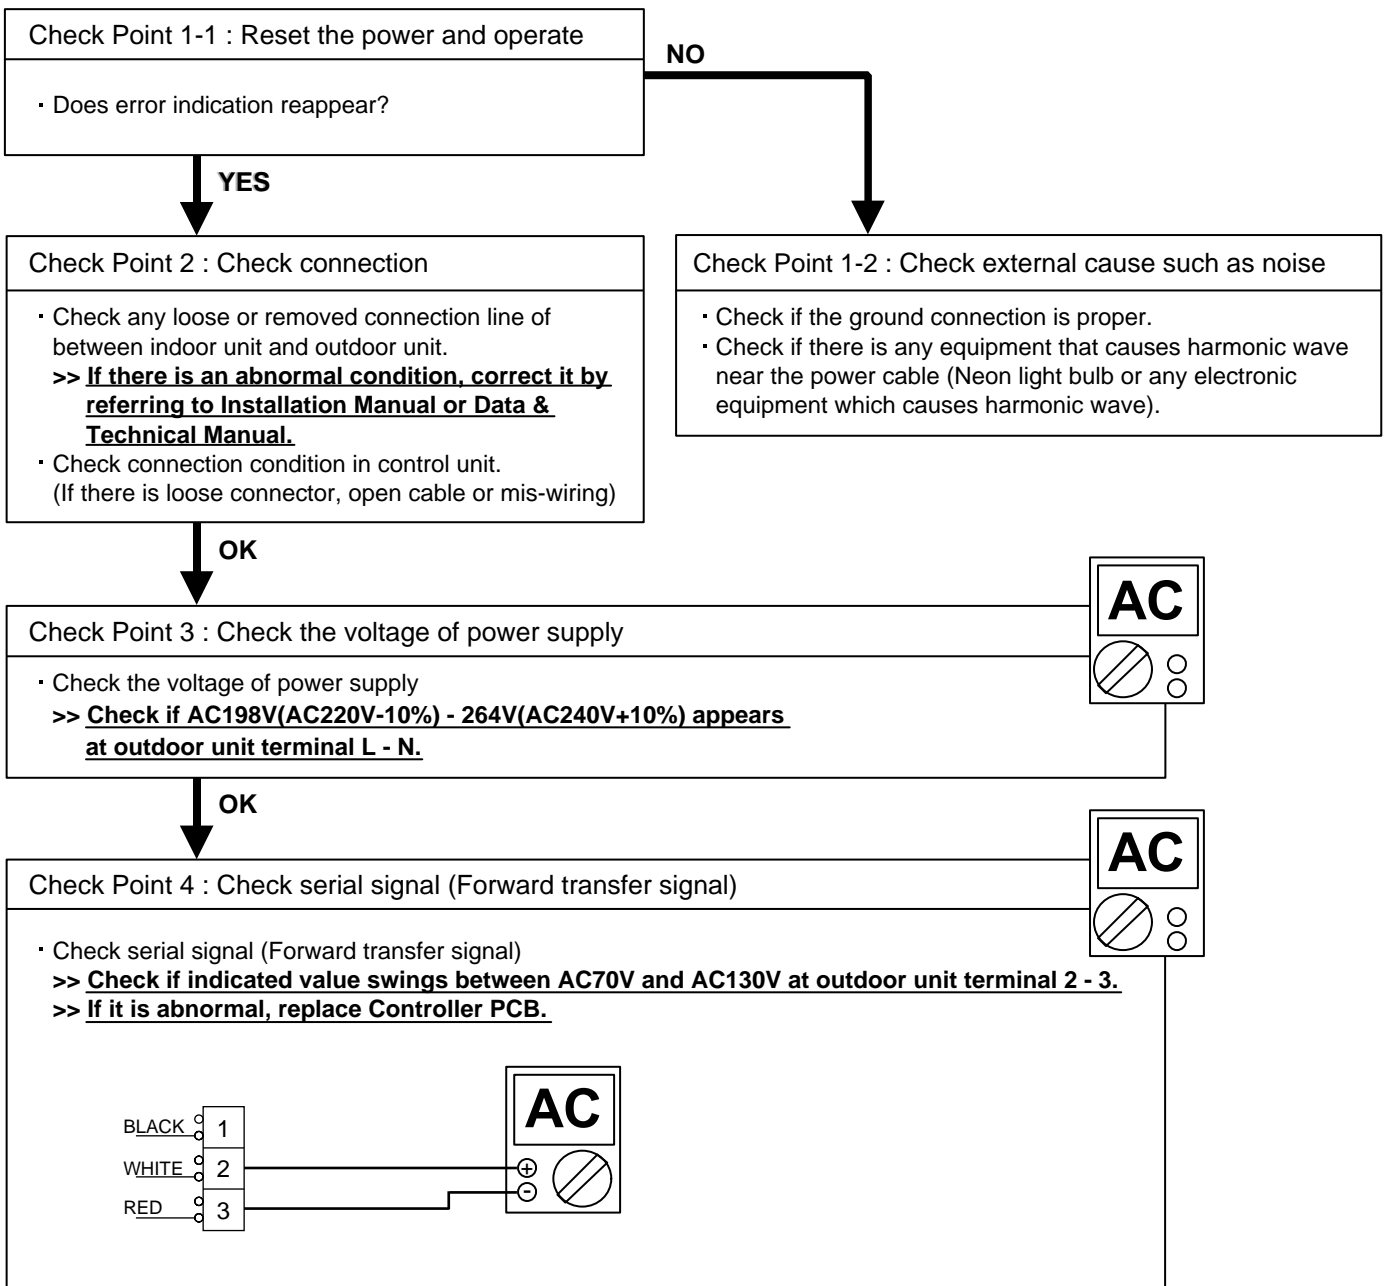 Check Point 1-1 : Reset the power and operate
・Does error indication reappear?
NO
YES
Check Point 2 : Check connection
・Check any loose or removed connection line of
between indoor unit and outdoor unit.
>> If there is an abnormal condition, correct it by
referring to Installation Manual or Data &
Technical Manual.
・Check connection condition in control unit.
(If there is loose connector, open cable or mis-wiring)
Check Point 1-2 : Check external cause such as noise
・Check if the ground connection is proper.
・Check if there is any equipment that causes harmonic wave
near the power cable (Neon light bulb or any electronic
equipment which causes harmonic wave).
OK
Check Point 3 : Check the voltage of power supply
AC
・Check the voltage of power supply
>> Check if AC198V(AC220V-10%) - 264V(AC240V+10%) appears
at outdoor unit terminal L - N.
OK
Check Point 4 : Check serial signal (Forward transfer signal)
AC
・Check serial signal (Forward transfer signal)
>> Check if indicated value swings between AC70V and AC130V at outdoor unit terminal 2 - 3.
>> If it is abnormal, replace Controller PCB.
AC
BLACK 1
WHITE 2 +
RED 3 -